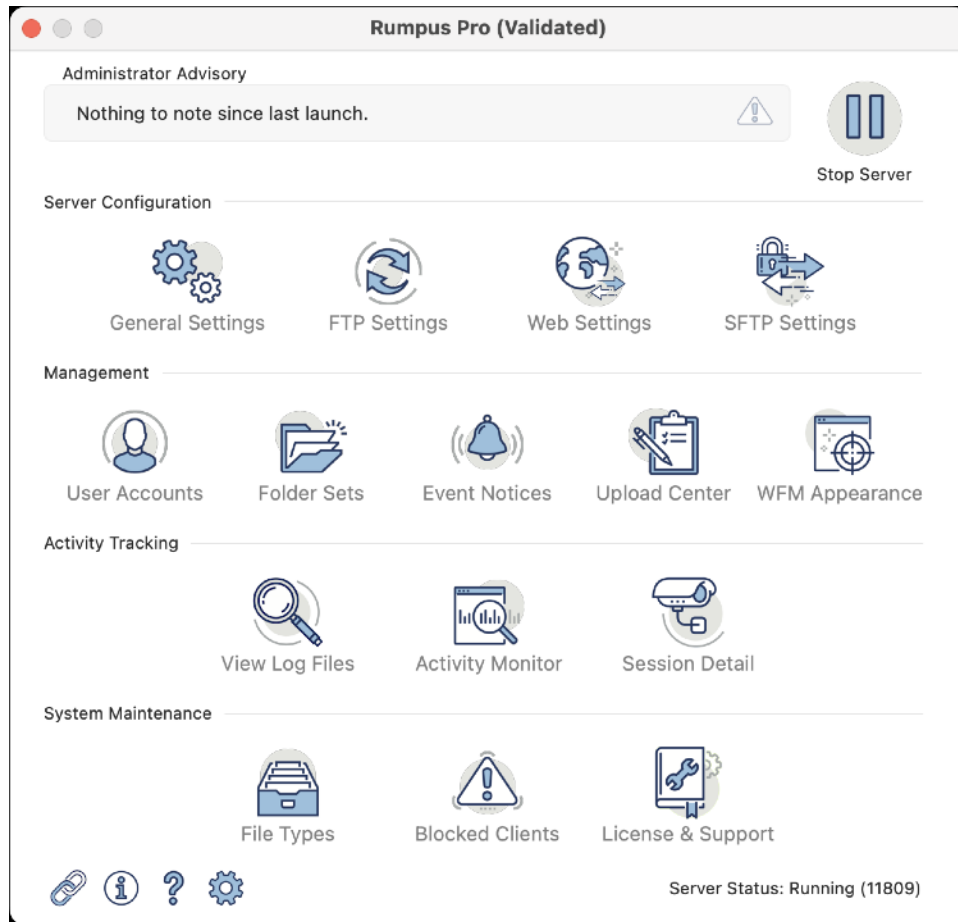 Rumpus Pro (Validated)
Administrator Advisory
Nothing to note since last launch.
Stop Server
Server Configuration
General Settings
FTP Settings
Web Settings
SFTP Settings
Management
User Accounts
Folder Sets
Event Notices
Upload Center
WFM Appearance
Activity Tracking
View Log Files
Activity Monitor
Session Detail
System Maintenance
File Types
Blocked Clients
License & Support
Server Status: Running (11809)